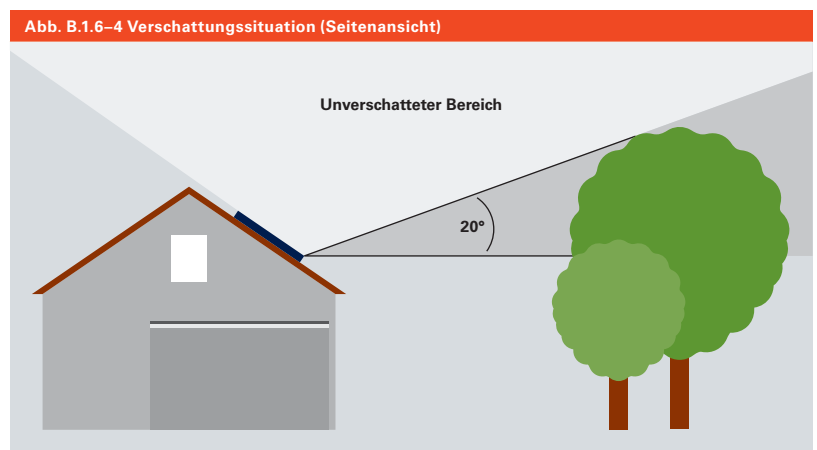 Abb. B.1.6–4 Verschattungssituation (Seitenansicht)
Unverschatteter Bereich
20°